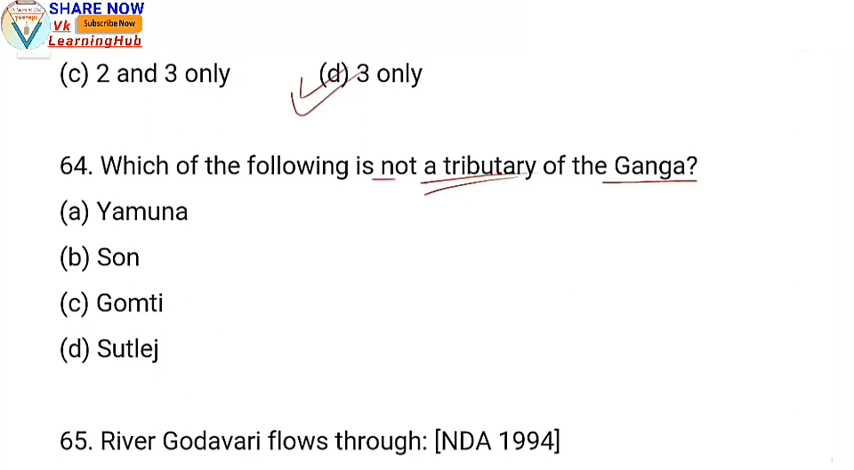 SHARE NOW
Vk Subscribe Now
LearningHub
(c) 2 and 3 only (d) 3 only
64. Which of the following is not a tributary of the Ganga?
(a) Yamuna
(b) Son
(c) Gomti
(d) Sutlej
65. River Godavari flows through: [NDA 1994]